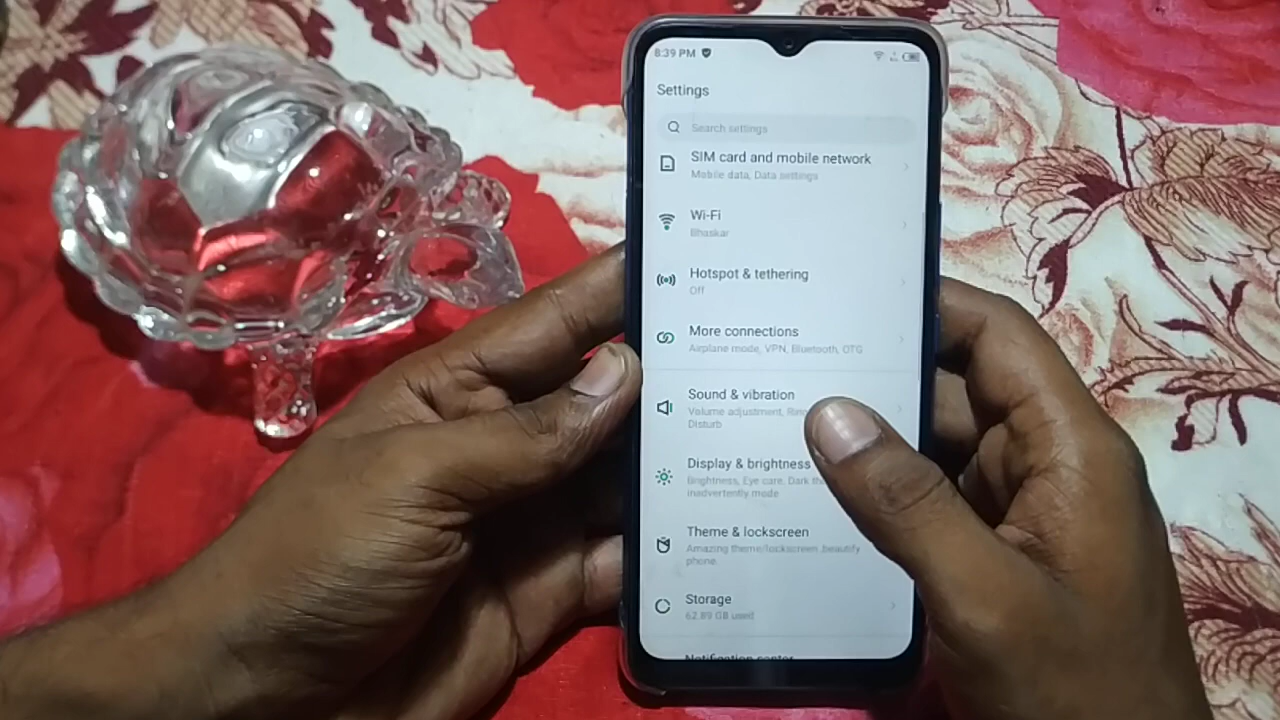 8:39 PM
Settings
Search settings
SIM card and mobile network
Mobile data, Data settings
Wi-Fi
Bhaskar
Hotspot & tethering
Off
More connections
Airplane mode, VPN, Bluetooth, OTG
Sound & vibration
Volume adjustment,
Disturb
Display & brightness
Brightness, Eye care, Dark
inadvertently mode
Theme & lockscreen
Amazing theme/lockscreen ,beautify
phone.
Storage
62.89 GB used
Notification center